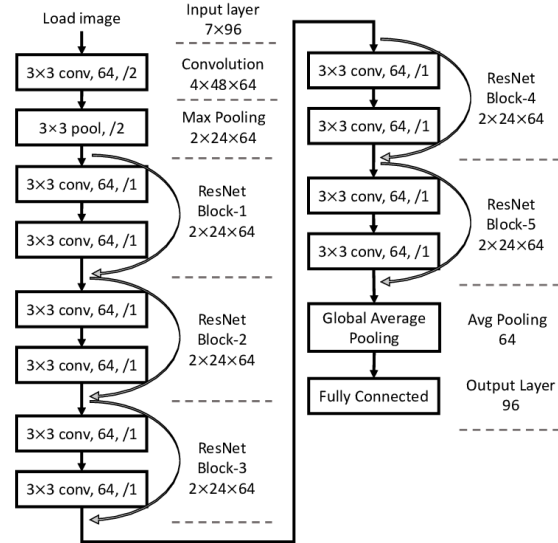 Load image
Input layer
7×96
3×3 conv, 64, /2
Convolution
4×48×64
3×3 pool, /2
Max Pooling
2×24×64
3×3 conv, 64, /1
3×3 conv, 64, /1
ResNet
Block-1
2×24×64
3×3 conv, 64, /1
3×3 conv, 64, /1
ResNet
Block-2
2×24×64
3×3 conv, 64, /1
3×3 conv, 64, /1
ResNet
Block-3
2×24×64
3×3 conv, 64, /1
3×3 conv, 64, /1
ResNet
Block-4
2×24×64
3×3 conv, 64, /1
3×3 conv, 64, /1
ResNet
Block-5
2×24×64
Global Average
Pooling
Avg Pooling
64
Fully Connected
Output Layer
96